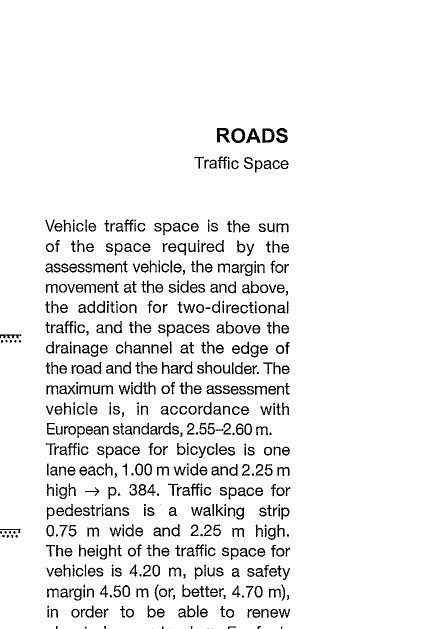 ROADS
Traffic Space
Vehicle traffic space is the sum
of the space required by the
assessment vehicle, the margin for
movement at the sides and above,
the addition for two-directional
traffic, and the spaces above the
drainage channel at the edge of
the road and the hard shoulder. The
maximum width of the assessment
vehicle is, in accordance with
European standards, 2.55–2.60 m.
Traffic space for bicycles is one
lane each, 1.00 m wide and 2.25 m
high → p. 384. Traffic space for
pedestrians is a walking strip
0.75 m wide and 2.25 m high.
The height of the traffic space for
vehicles is 4.20 m, plus a safety
margin 4.50 m (or, better, 4.70 m),
in order to be able to renew